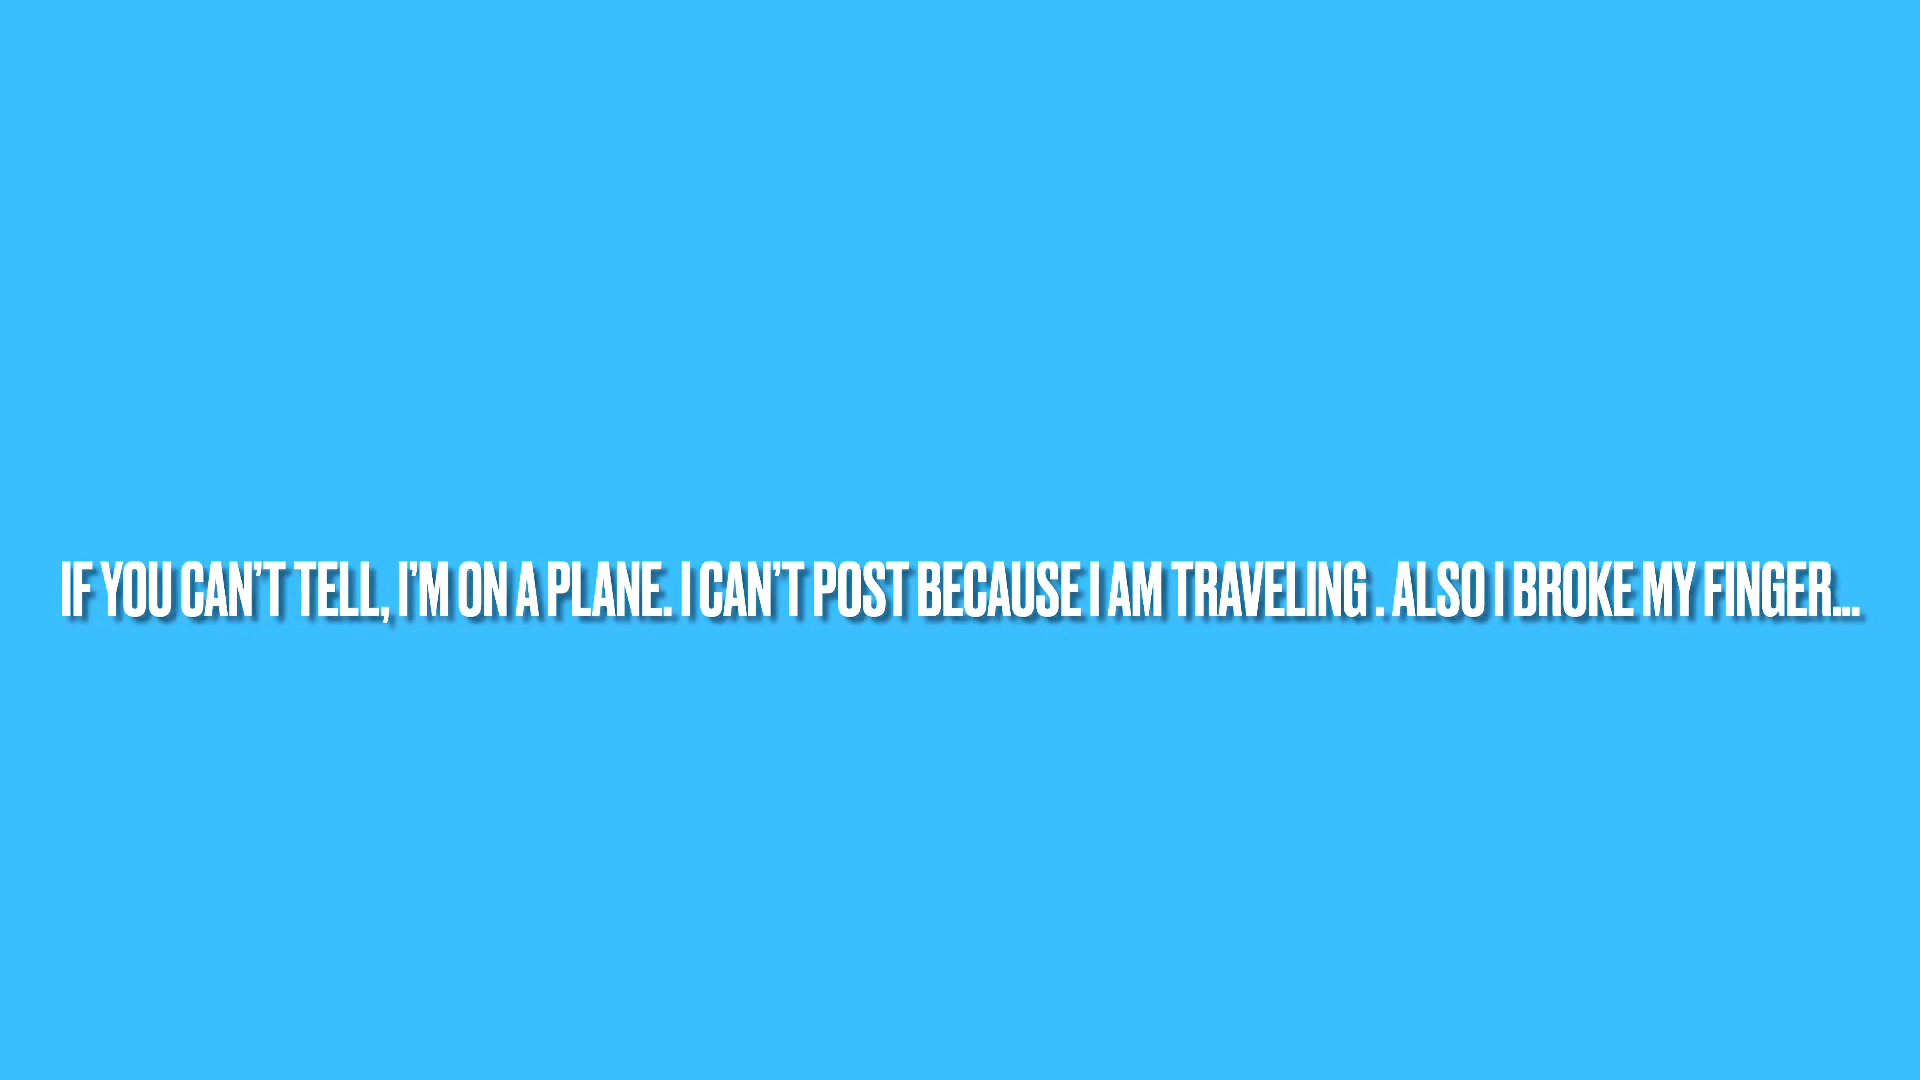 IF YOU CAN’T TELL, I’M ON A PLANE. I CAN’T POST BECAUSE I AM TRAVELING . ALSO I BROKE MY FINGER...